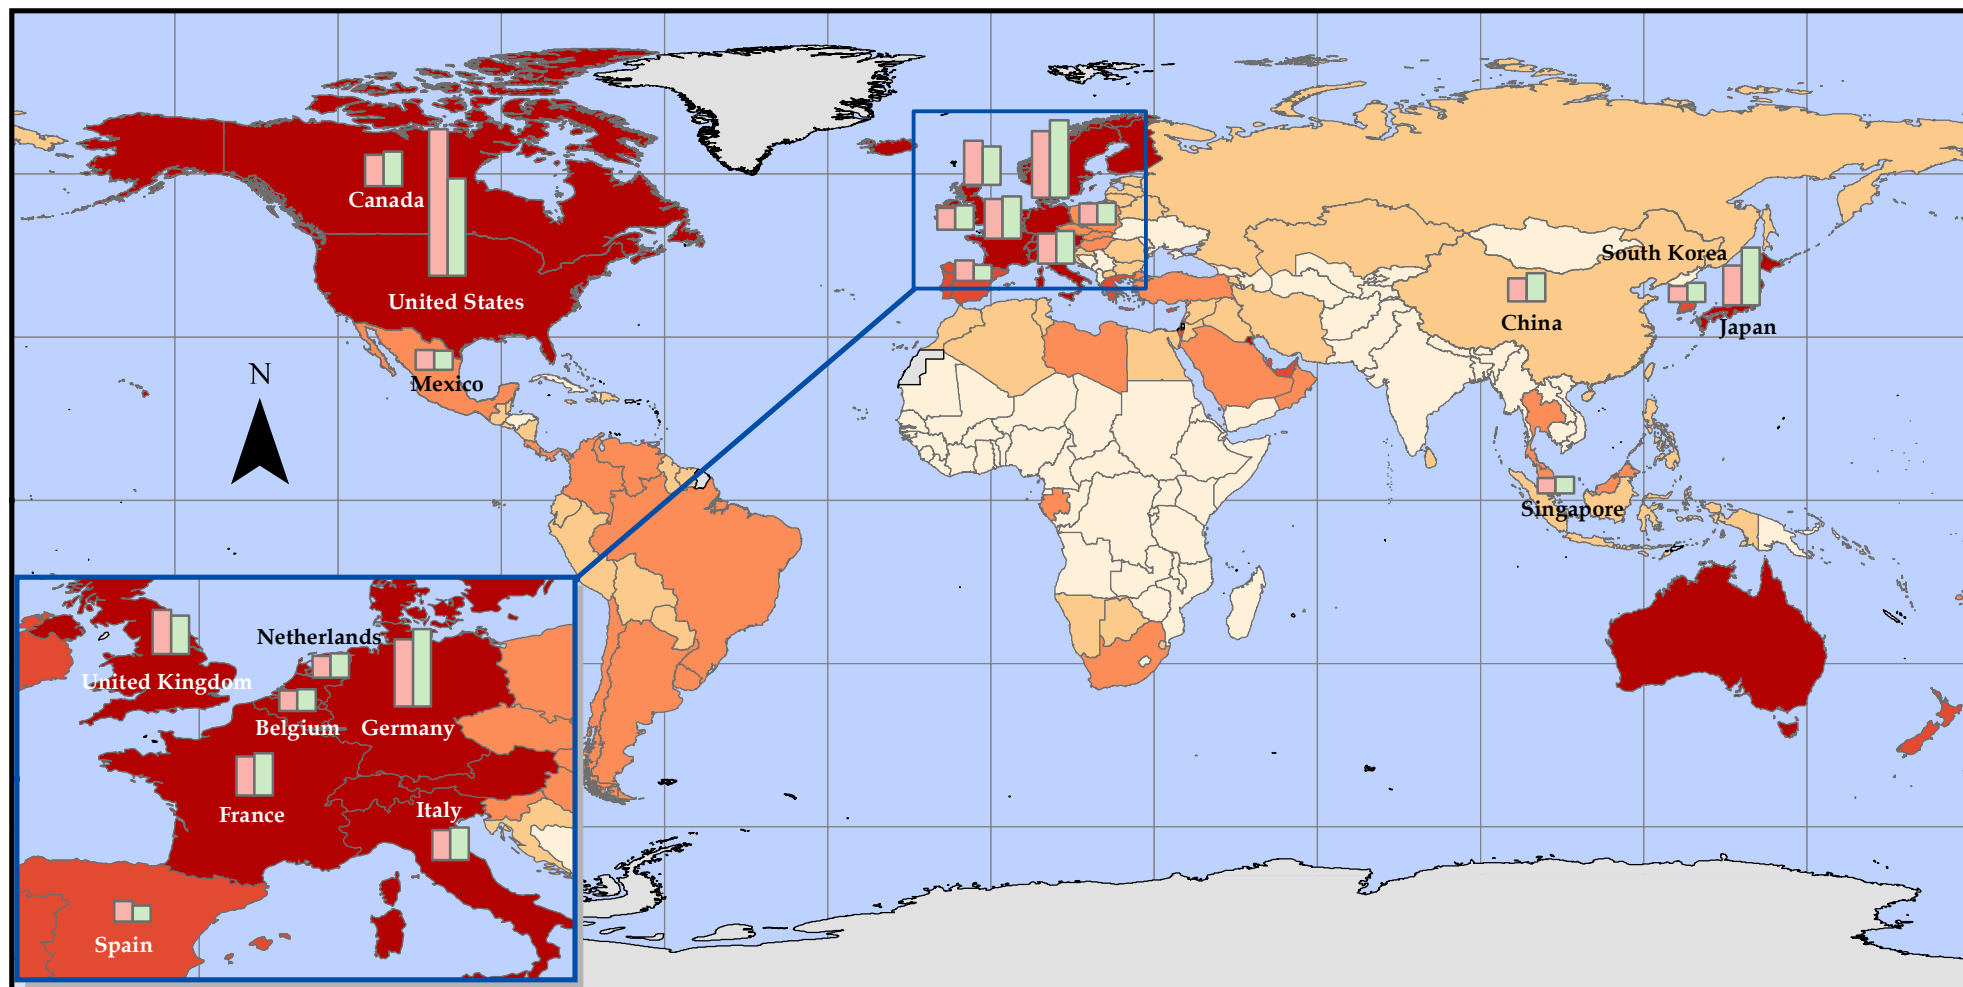 Canada
United States
South Korea
China
Japan
N
Mexico
Singapore
Netherlands
United Kingdom
Belgium
Germany
Italy
France
Spain